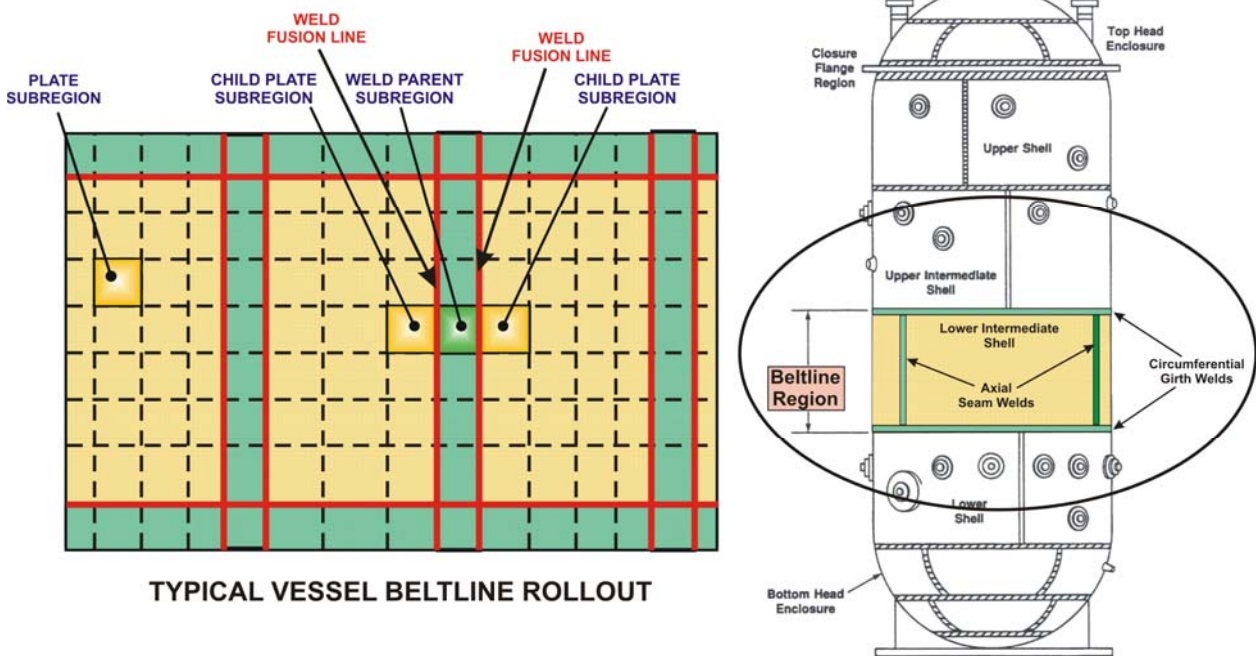 WELD
FUSION LINE
WELD
FUSION LINE
PLATE
SUBREGION
CHILD PLATE
SUBREGION
WELD PARENT
SUBREGION
CHILD PLATE
SUBREGION
TYPICAL VESSEL BELTLINE ROLLOUT
Top Head
Enclosure
Closure
Flange
Region
Upper Shell
Upper Intermediate
Shell
Lower Intermediate
Shell
Beltline
Region
Axial
Seam Welds
Circumferential
Girth Welds
Lower
Shell
Bottom Head
Enclosure